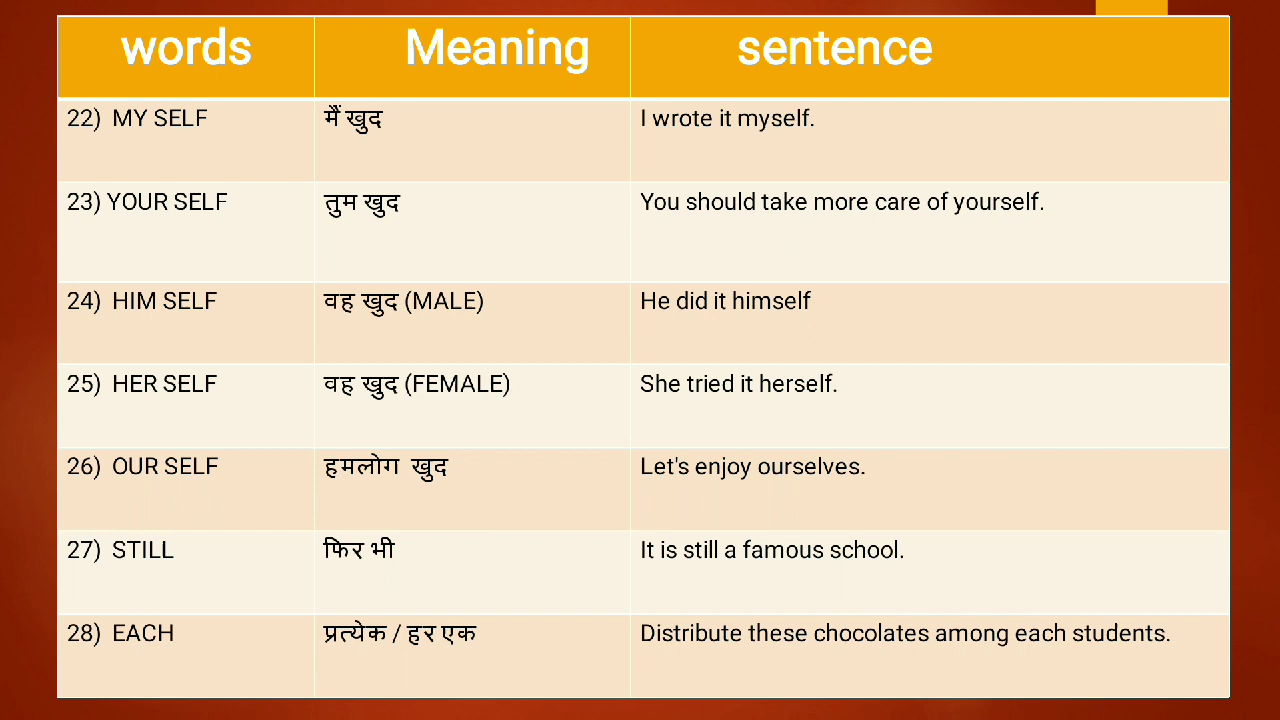 words Meaning sentence
22) MY SELF मैं खुद I wrote it myself.
23) YOUR SELF तुम खुद You should take more care of yourself.
24) HIM SELF वह खुद (MALE) He did it himself
25) HER SELF वह खुद (FEMALE) She tried it herself.
26) OUR SELF हमलोग खुद Let's enjoy ourselves.
27) STILL फिर भी It is still a famous school.
28) EACH प्रत्येक / हर एक Distribute these chocolates among each students.